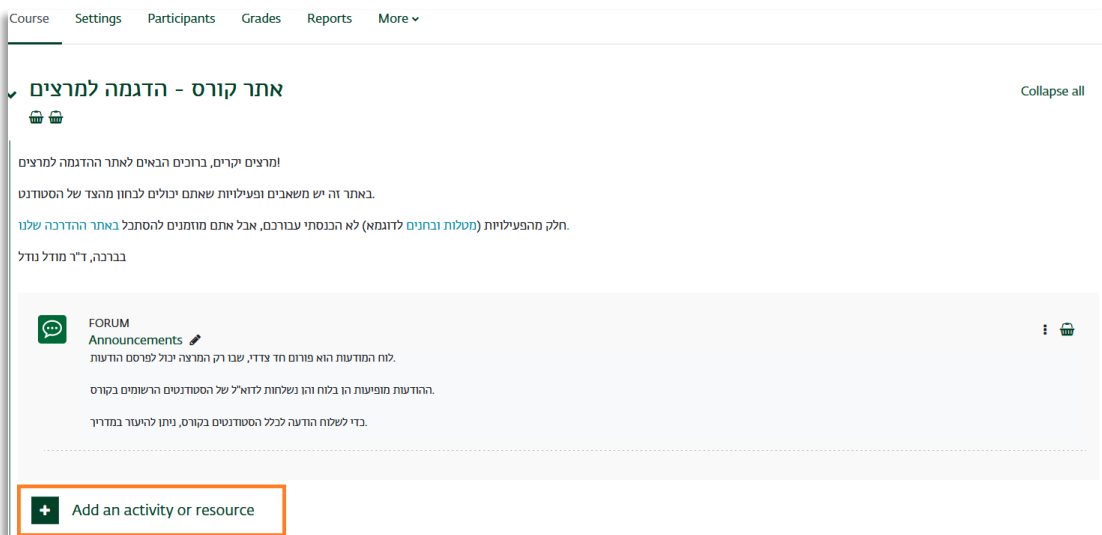 Course Settings Participants Grades Reports More
אתר קורס - הדגמה למרצים
Collapse all
מרצים יקרים, ברוכים הבאים לאתר ההדגמה למרצים!
באתר זה יש משאבים ופעילויות שאתם יכולים לבחון מהצד של הסטודנט.
חלק מהפעילויות (מטלות ובחנים לדוגמא) לא הכנסתי עבורכם, אבל אתם מוזמנים להסתכל באתר ההדרכה שלנו.
בברכה, ד"ר מודל נודל
FORUM
Announcements
לוח המודעות הוא פורום חד צדדי, שבו רק המרצה יכול לפרסם הודעות.
ההודעות מופיעות הן בלוח והן נשלחות לדוא"ל של הסטודנטים הרשומים בקורס.
כדי לשלוח הודעה לכלל הסטודנטים בקורס, ניתן להיעזר במדריך.
Add an activity or resource